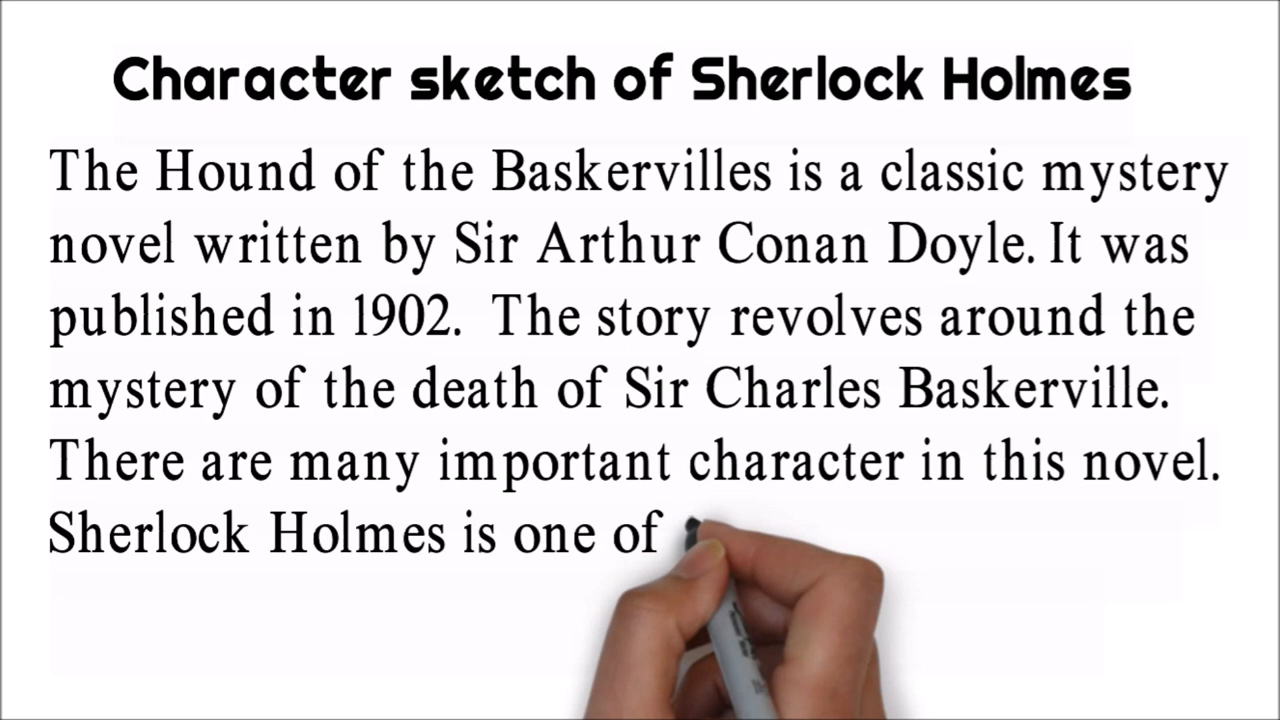 Character sketch of Sherlock Holmes
The Hound of the Baskervilles is a classic mystery
novel written by Sir Arthur Conan Doyle. It was
published in 1902. The story revolves around the
mystery of the death of Sir Charles Baskerville.
There are many important character in this novel.
Sherlock Holmes is one of